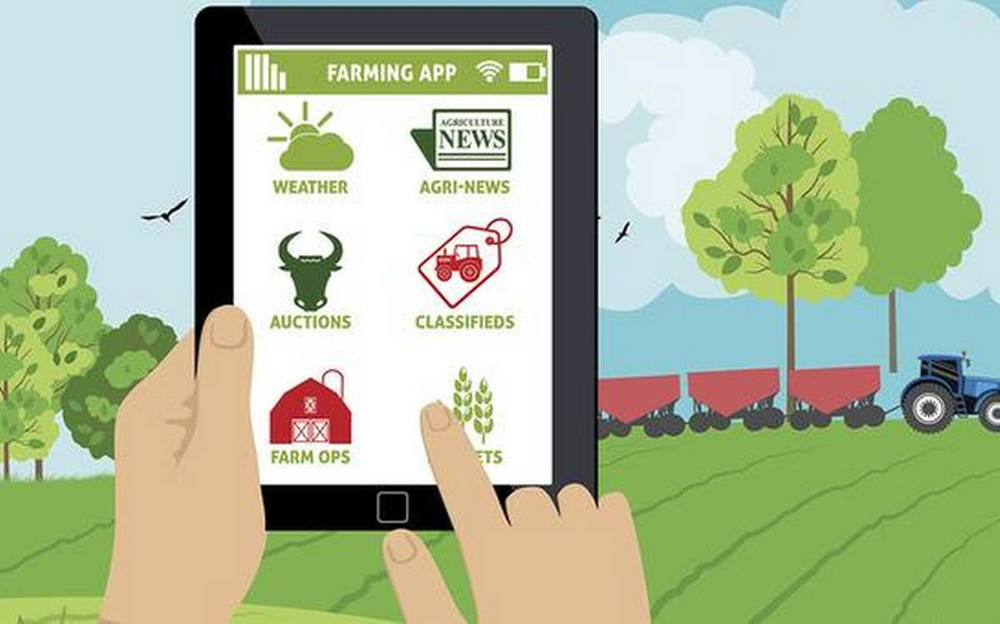 FARMING APP
AGRICULTURE
NEWS
WEATHER
AGRI-NEWS
AUCTIONS
CLASSIFIEDS
FARM OPS